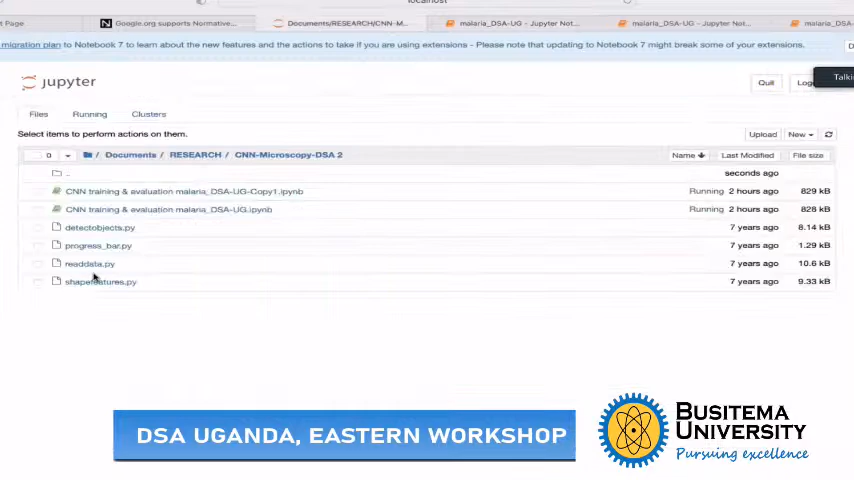 localhost
t Page
Google.org supports Normative...
Documents/RESEARCH/CNN-M...
malaria_DSA-UG - Jupyter Not...
malaria_DSA-UG - Jupyter Not...
malaria_DS
migration plan to Notebook 7 to learn about the new features and the actions to take if you are using extensions - Please note that updating to Notebook 7 might break some of your extensions.
D
jupyter
Quit
Log
Talki
Files
Running
Clusters
Select items to perform actions on them.
Upload
New
0
/ Documents / RESEARCH / CNN-Microscopy-DSA 2
Name
Last Modified
File size
..
seconds ago
CNN training & evaluation malaria_DSA-UG-Copy1.ipynb
Running 2 hours ago
829 kB
CNN training & evaluation malaria_DSA-UG.ipynb
Running 2 hours ago
828 kB
detectobjects.py
7 years ago
8.14 kB
progress_bar.py
7 years ago
1.29 kB
readdata.py
7 years ago
10.6 kB
shapefeatures.py
7 years ago
9.33 kB
DSA UGANDA, EASTERN WORKSHOP
BUSITEMA
UNIVERSITY
Pursuing excellence